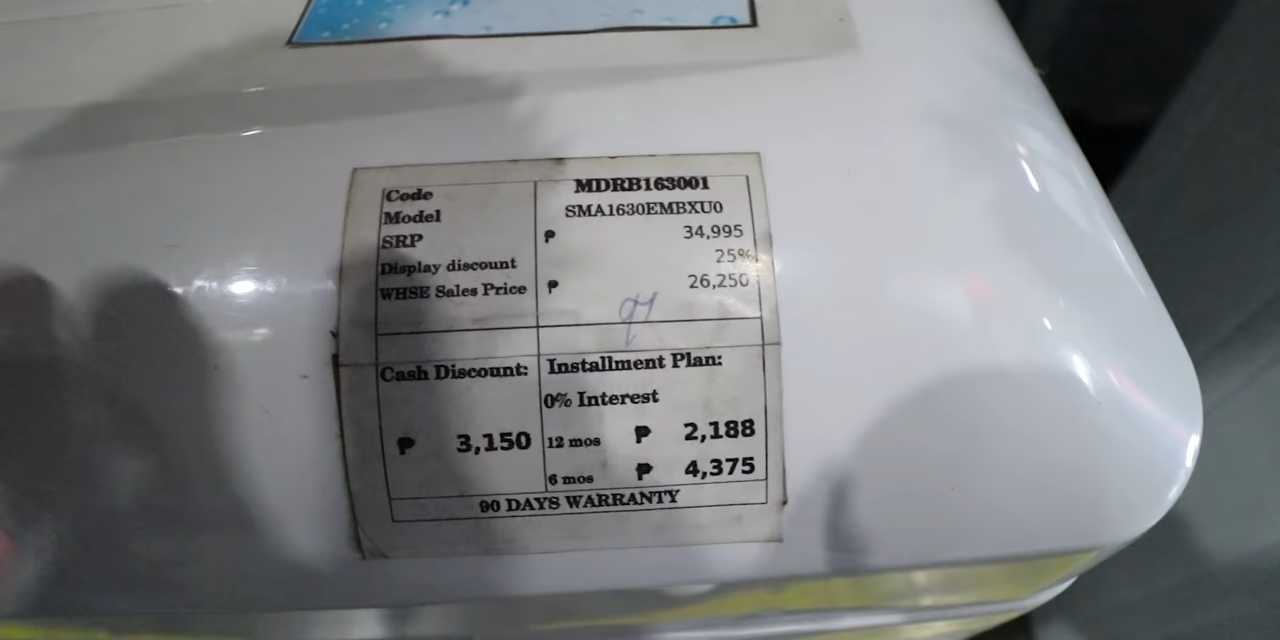 Code MDRB163001
Model SMA1630EMBXU0
SRP ₱ 34,995
Display discount 25%
WHSE Sales Price ₱ 26,250
Cash Discount: Installment Plan:
0% Interest
₱ 3,150 12 mos ₱ 2,188
6 mos ₱ 4,375
90 DAYS WARRANTY